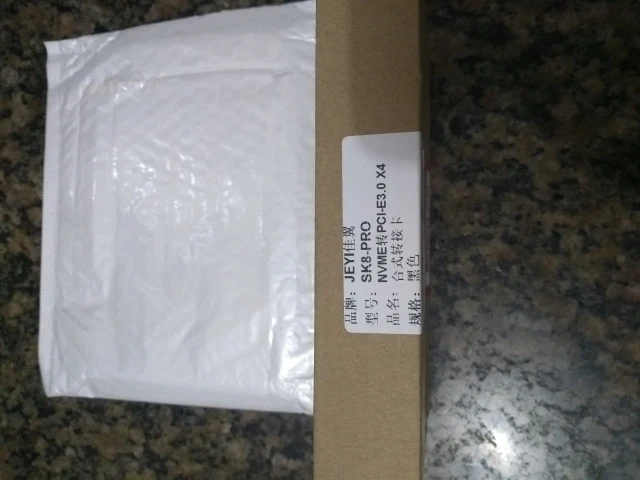 品牌: JEYI佳翼
型号: SK8-PRO
NVME转PCI-E3.0 X4
品名: 台式转接卡
规格: 黑色